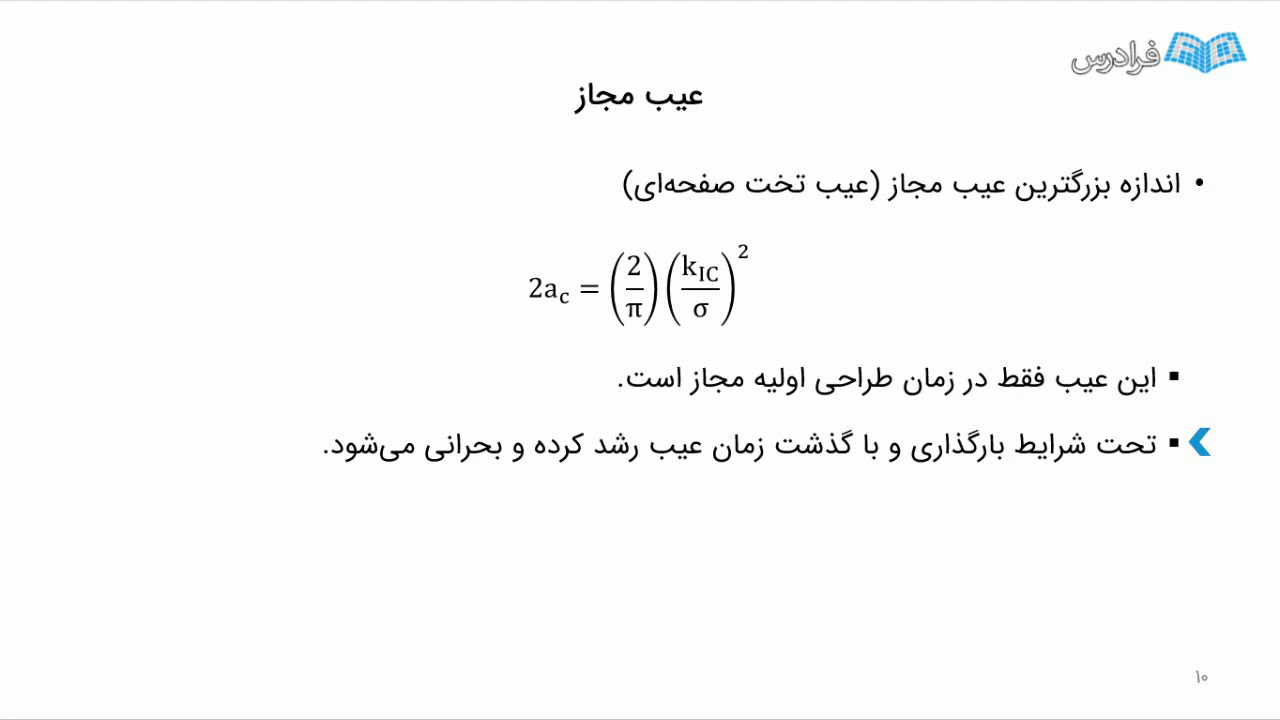 فرادرس
عیب مجاز
• اندازه بزرگترین عیب مجاز (عیب تخت صفحه‌ای)
2a_c = (2/π)(k_IC/σ)^2
▪ این عیب فقط در زمان طراحی اولیه مجاز است.
▪ تحت شرایط بارگذاری و با گذشت زمان عیب رشد کرده و بحرانی می‌شود.
۱۰